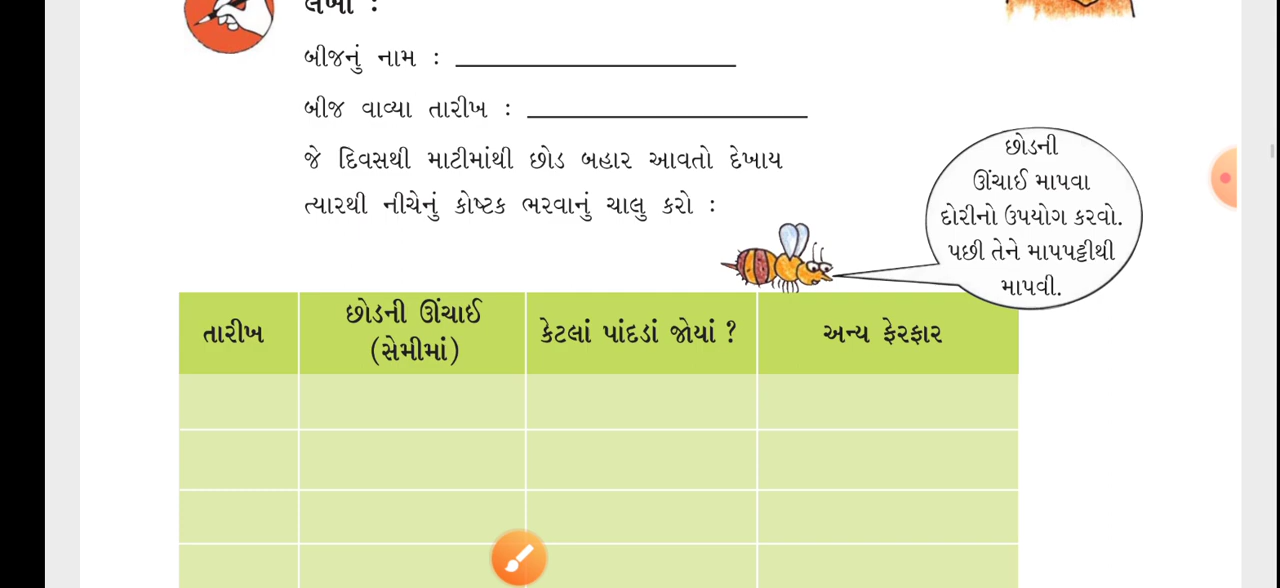 લખો :
બીજનું નામ :
બીજ વાવ્યા તારીખ :
જે દિવસથી માટીમાંથી છોડ બહાર આવતો દેખાય
ત્યારથી નીચેનું કોષ્ટક ભરવાનું ચાલુ કરો :
છોડની
ઊંચાઈ માપવા
દોરીનો ઉપયોગ કરવો.
પછી તેને માપપટ્ટીથી
માપવી.
તારીખ
છોડની ઊંચાઈ
(સેમીમાં)
કેટલાં પાંદડાં જોયાં ?
અન્ય ફેરફાર